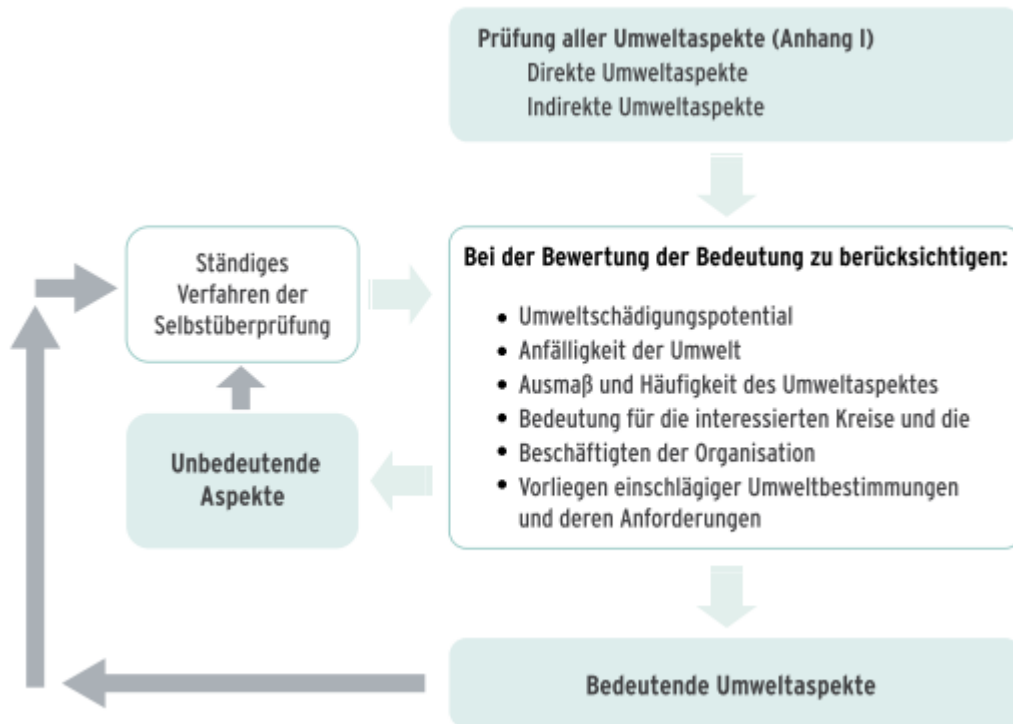 Prüfung aller Umweltaspekte (Anhang I)
Direkte Umweltaspekte
Indirekte Umweltaspekte
Ständiges
Verfahren der
Selbstüberprüfung
Bei der Bewertung der Bedeutung zu berücksichtigen:
• Umweltschädigungspotential
• Anfälligkeit der Umwelt
• Ausmaß und Häufigkeit des Umweltaspektes
• Bedeutung für die interessierten Kreise und die
• Beschäftigten der Organisation
• Vorliegen einschlägiger Umweltbestimmungen
und deren Anforderungen
Unbedeutende
Aspekte
Bedeutende Umweltaspekte